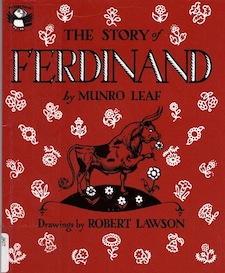 THE STORY of
FERDINAND
by MUNRO LEAF
Drawings by ROBERT LAWSON